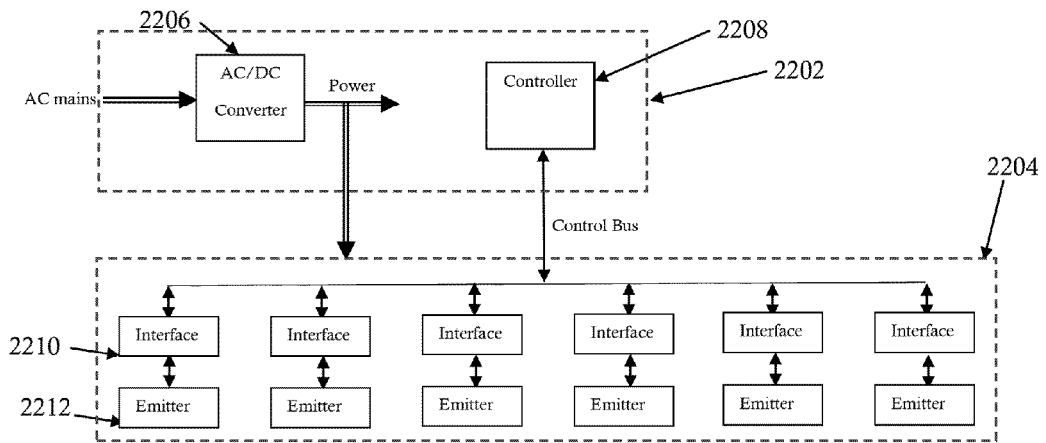 2206
2208
AC/DC
Converter
Controller
2202
AC mains
Power
2204
Control Bus
Interface Interface Interface Interface Interface Interface
2210
Emitter Emitter Emitter Emitter Emitter Emitter
2212